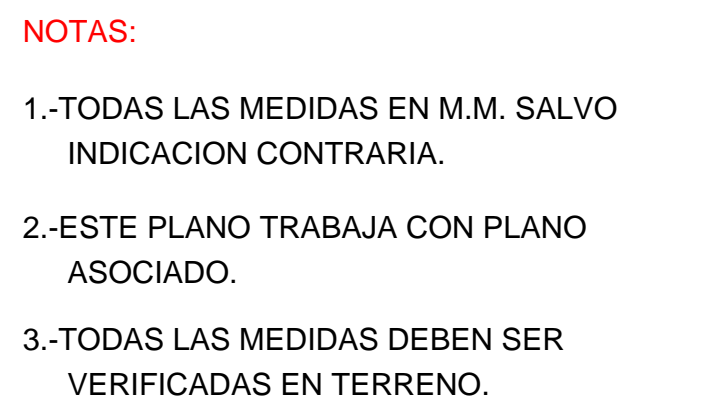 NOTAS:
1.-TODAS LAS MEDIDAS EN M.M. SALVO
INDICACION CONTRARIA.
2.-ESTE PLANO TRABAJA CON PLANO
ASOCIADO.
3.-TODAS LAS MEDIDAS DEBEN SER
VERIFICADAS EN TERRENO.